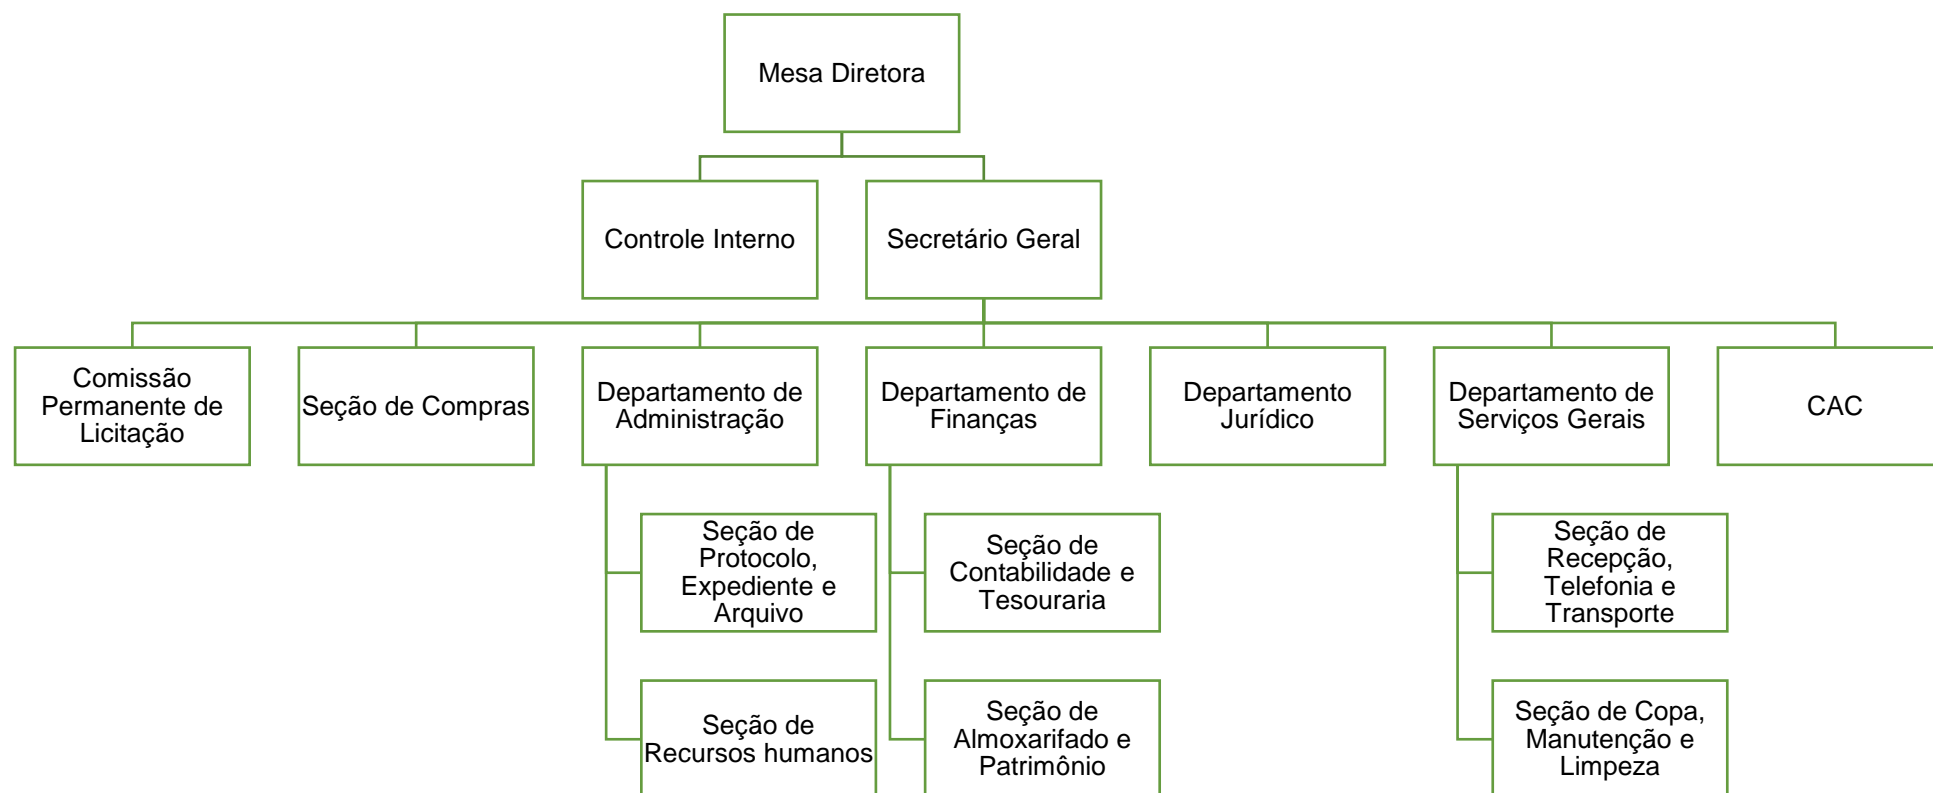 Mesa Diretora
Controle Interno
Secretário Geral
Comissão
Permanente de
Licitação
Seção de Compras
Departamento de
Administração
Departamento de
Finanças
Departamento
Jurídico
Departamento de
Serviços Gerais
CAC
Seção de
Protocolo,
Expediente e
Arquivo
Seção de
Contabilidade e
Tesouraria
Seção de
Recepção,
Telefonia e
Transporte
Seção de
Recursos humanos
Seção de
Almoxarifado e
Patrimônio
Seção de Copa,
Manutenção e
Limpeza